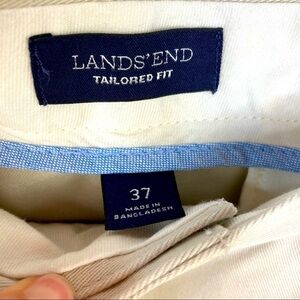 LANDS' END
TAILORED FIT
37
MADE IN
BANGLADESH